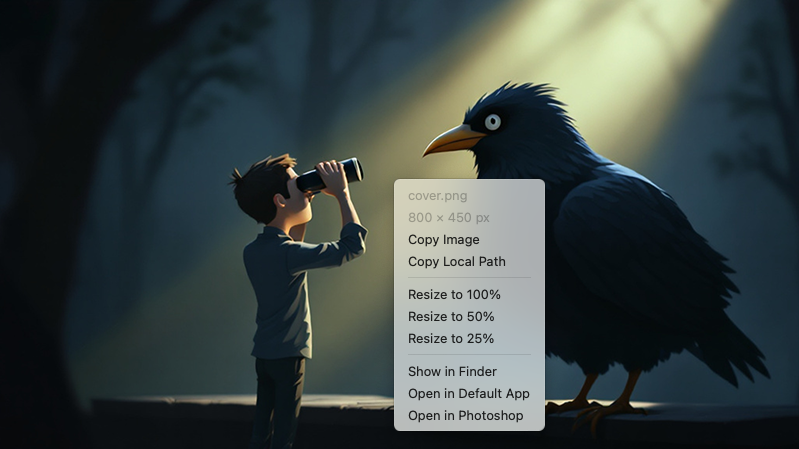 cover.png
800 × 450 px
Copy Image
Copy Local Path
Resize to 100%
Resize to 50%
Resize to 25%
Show in Finder
Open in Default App
Open in Photoshop